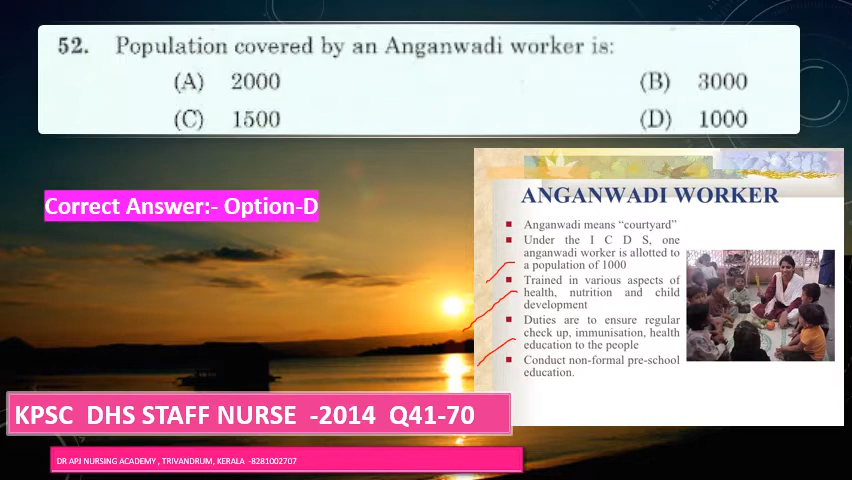 52. Population covered by an Anganwadi worker is:
(A) 2000
(B) 3000
(C) 1500
(D) 1000
Correct Answer:- Option-D
ANGANWADI WORKER
Anganwadi means “courtyard”
Under the I C D S, one
anganwadi worker is allotted to
a population of 1000
Trained in various aspects of
health, nutrition and child
development
Duties are to ensure regular
check up, immunisation, health
education to the people
Conduct non-formal pre-school
education.
KPSC DHS STAFF NURSE -2014 Q41-70
DR APJ NURSING ACADEMY , TRIVANDRUM, KERALA -8281002707